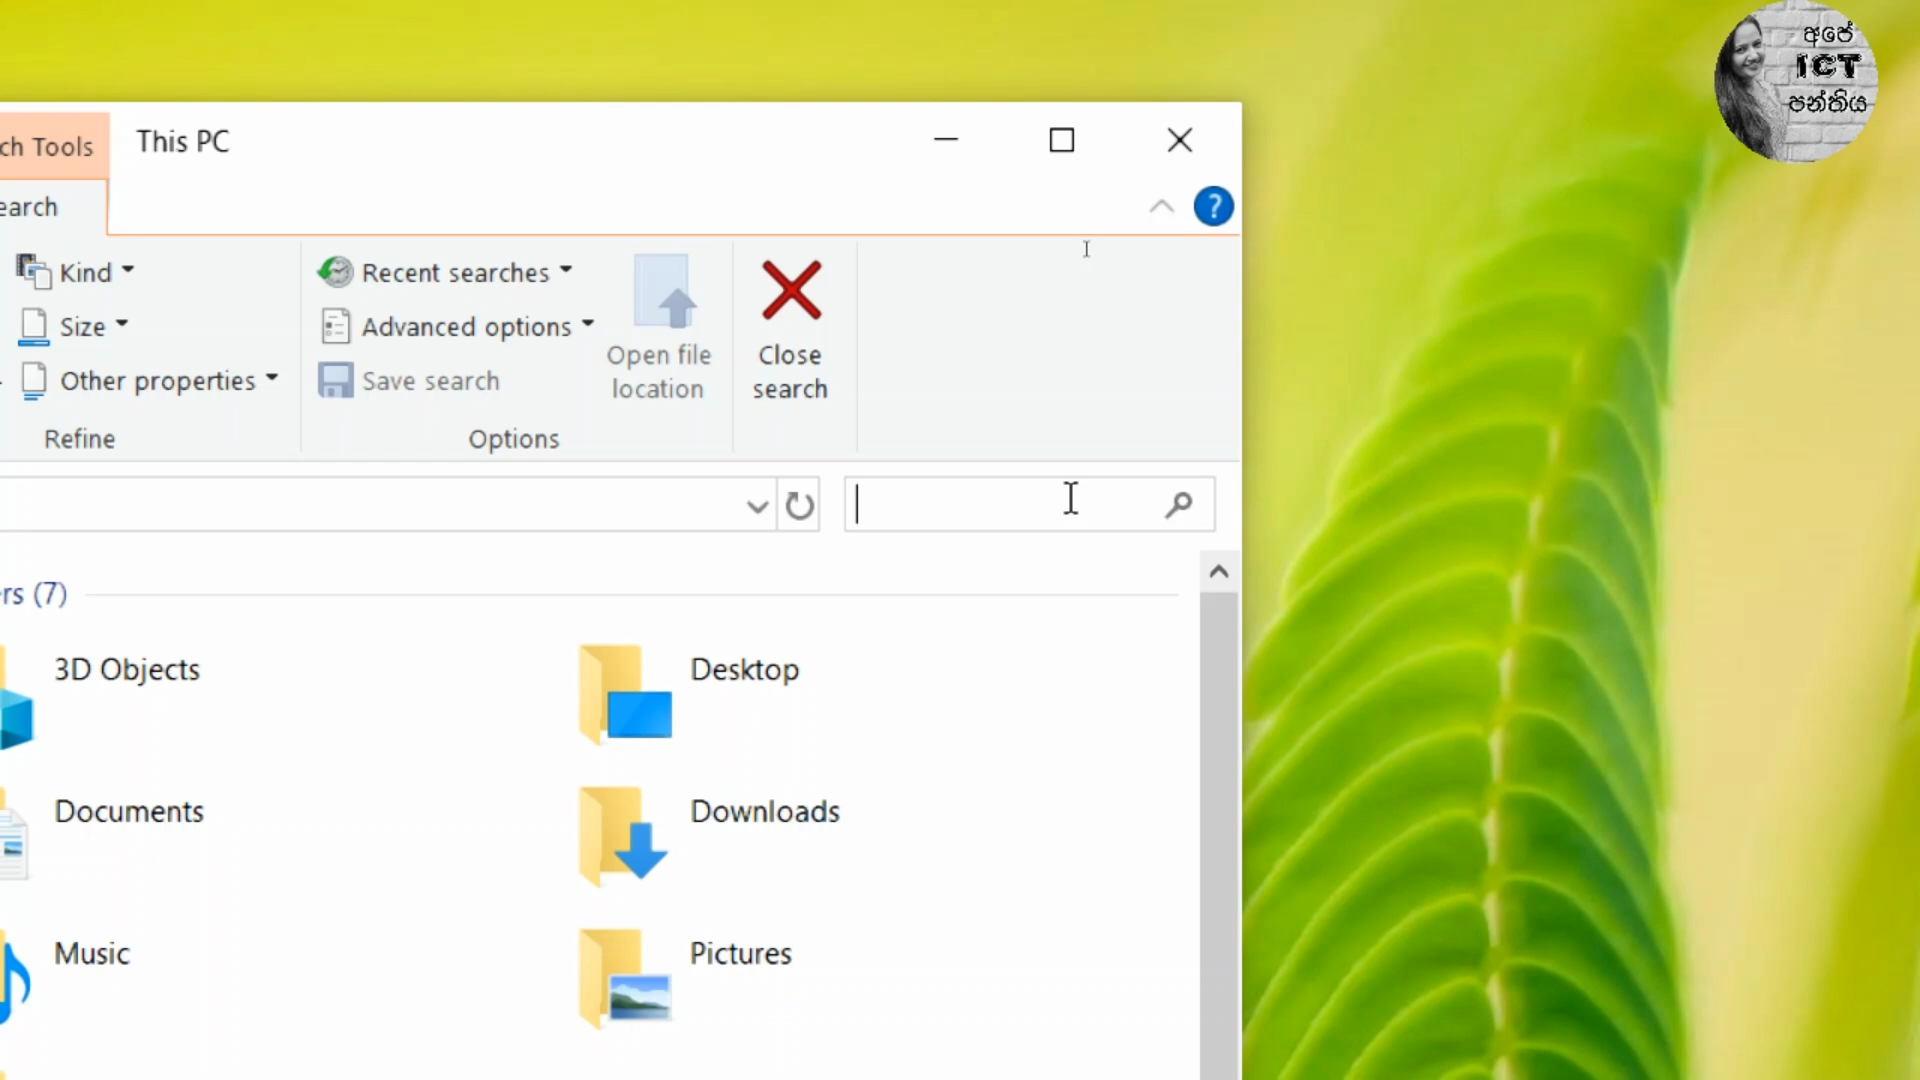 අපේ
ICT
පන්තිය
ch Tools
This PC
earch
?
Kind
Recent searches
Size
Advanced options
Other properties
Save search
Open file
location
Close
search
Refine
Options
rs (7)
3D Objects
Desktop
Documents
Downloads
Music
Pictures